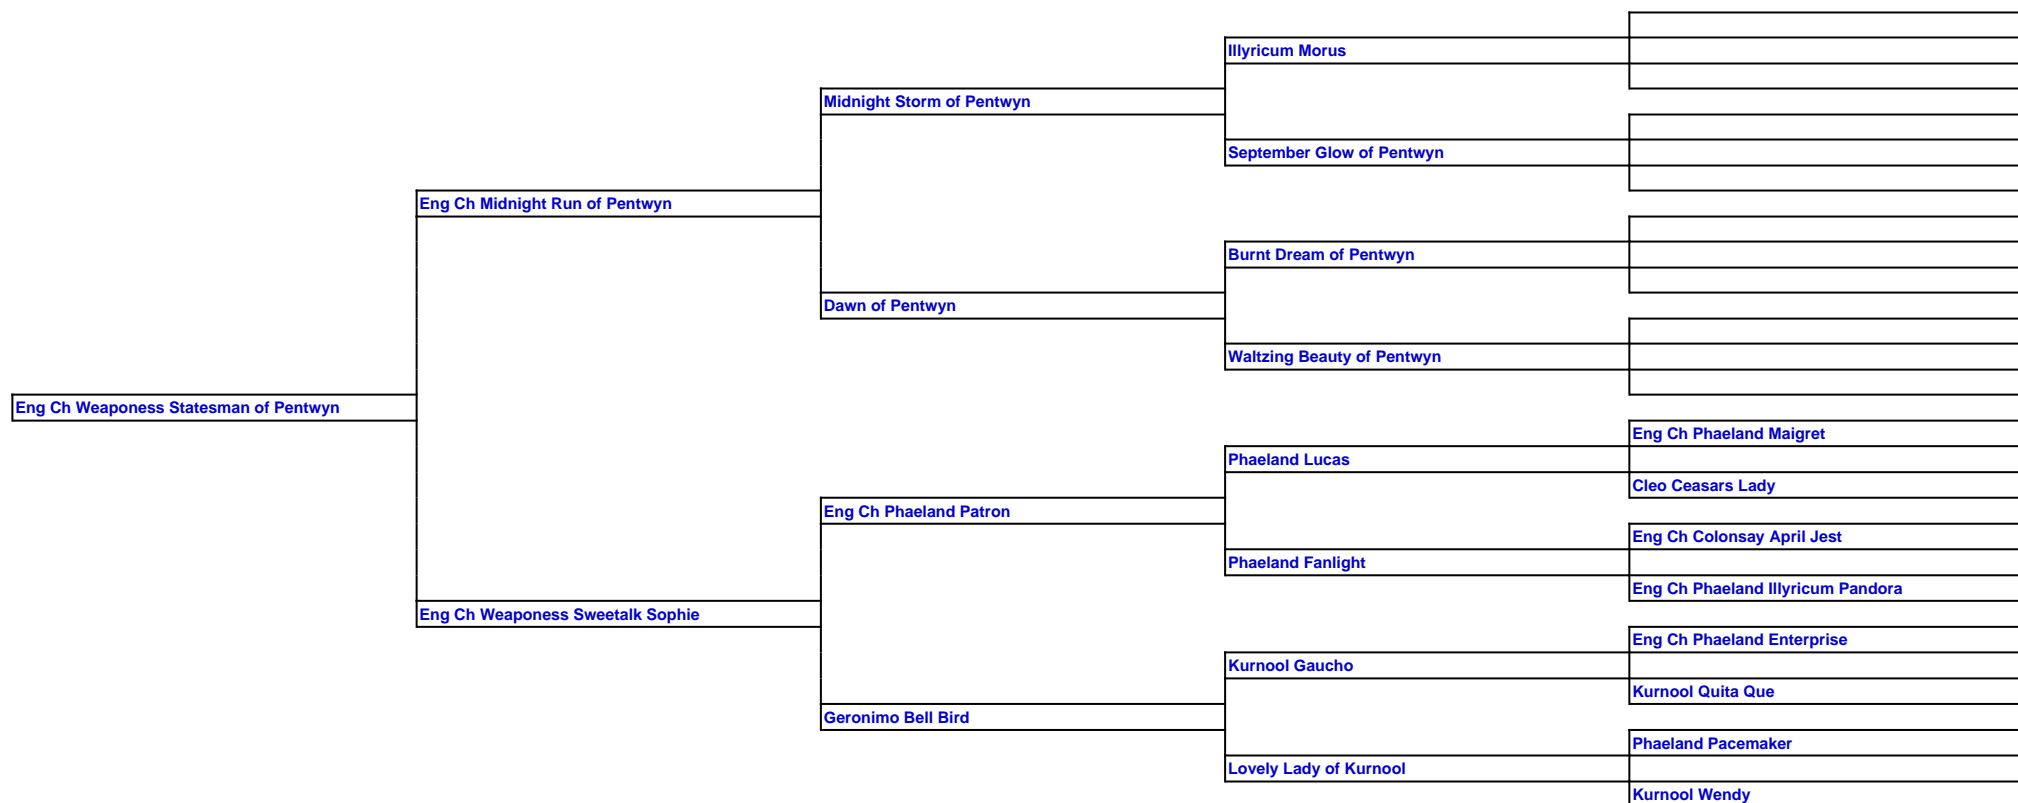 Illyricum Morus
Midnight Storm of Pentwyn
September Glow of Pentwyn
Eng Ch Midnight Run of Pentwyn
Burnt Dream of Pentwyn
Dawn of Pentwyn
Waltzing Beauty of Pentwyn
Eng Ch Weaponess Statesman of Pentwyn
Eng Ch Phaeland Maigret
Phaeland Lucas
Cleo Ceasars Lady
Eng Ch Phaeland Patron
Eng Ch Colonsay April Jest
Phaeland Fanlight
Eng Ch Phaeland Illyricum Pandora
Eng Ch Weaponess Sweetalk Sophie
Eng Ch Phaeland Enterprise
Kurnool Gaucho
Kurnool Quita Que
Geronimo Bell Bird
Phaeland Pacemaker
Lovely Lady of Kurnool
Kurnool Wendy